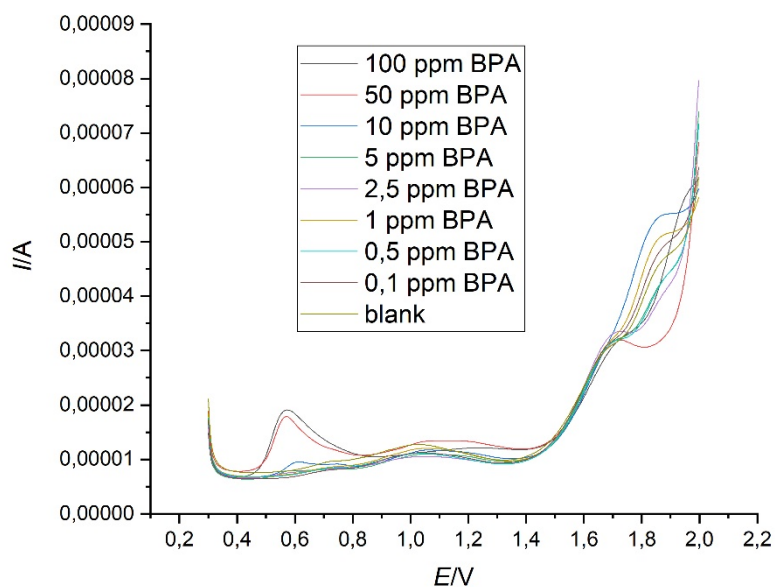 0,00009
0,00008
0,00007
0,00006
0,00005
0,00004
0,00003
0,00002
0,00001
0,00000
I/A
100 ppm BPA
50 ppm BPA
10 ppm BPA
5 ppm BPA
2,5 ppm BPA
1 ppm BPA
0,5 ppm BPA
0,1 ppm BPA
blank
0,2 0,4 0,6 0,8 1,0 1,2 1,4 1,6 1,8 2,0 2,2
E/V